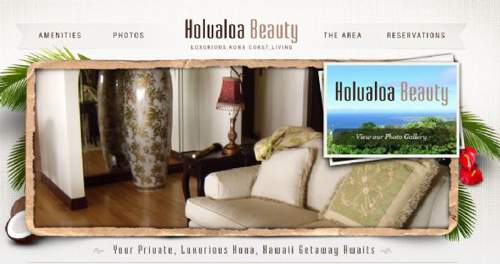 AMENITIES
PHOTOS
Holualoa Beauty
LUXURIOUS KONA COAST LIVING
THE AREA
RESERVATIONS
Holualoa Beauty
- View our Photo Gallery -
Your Private, Luxurious Kona, Hawaii Getaway Awaits